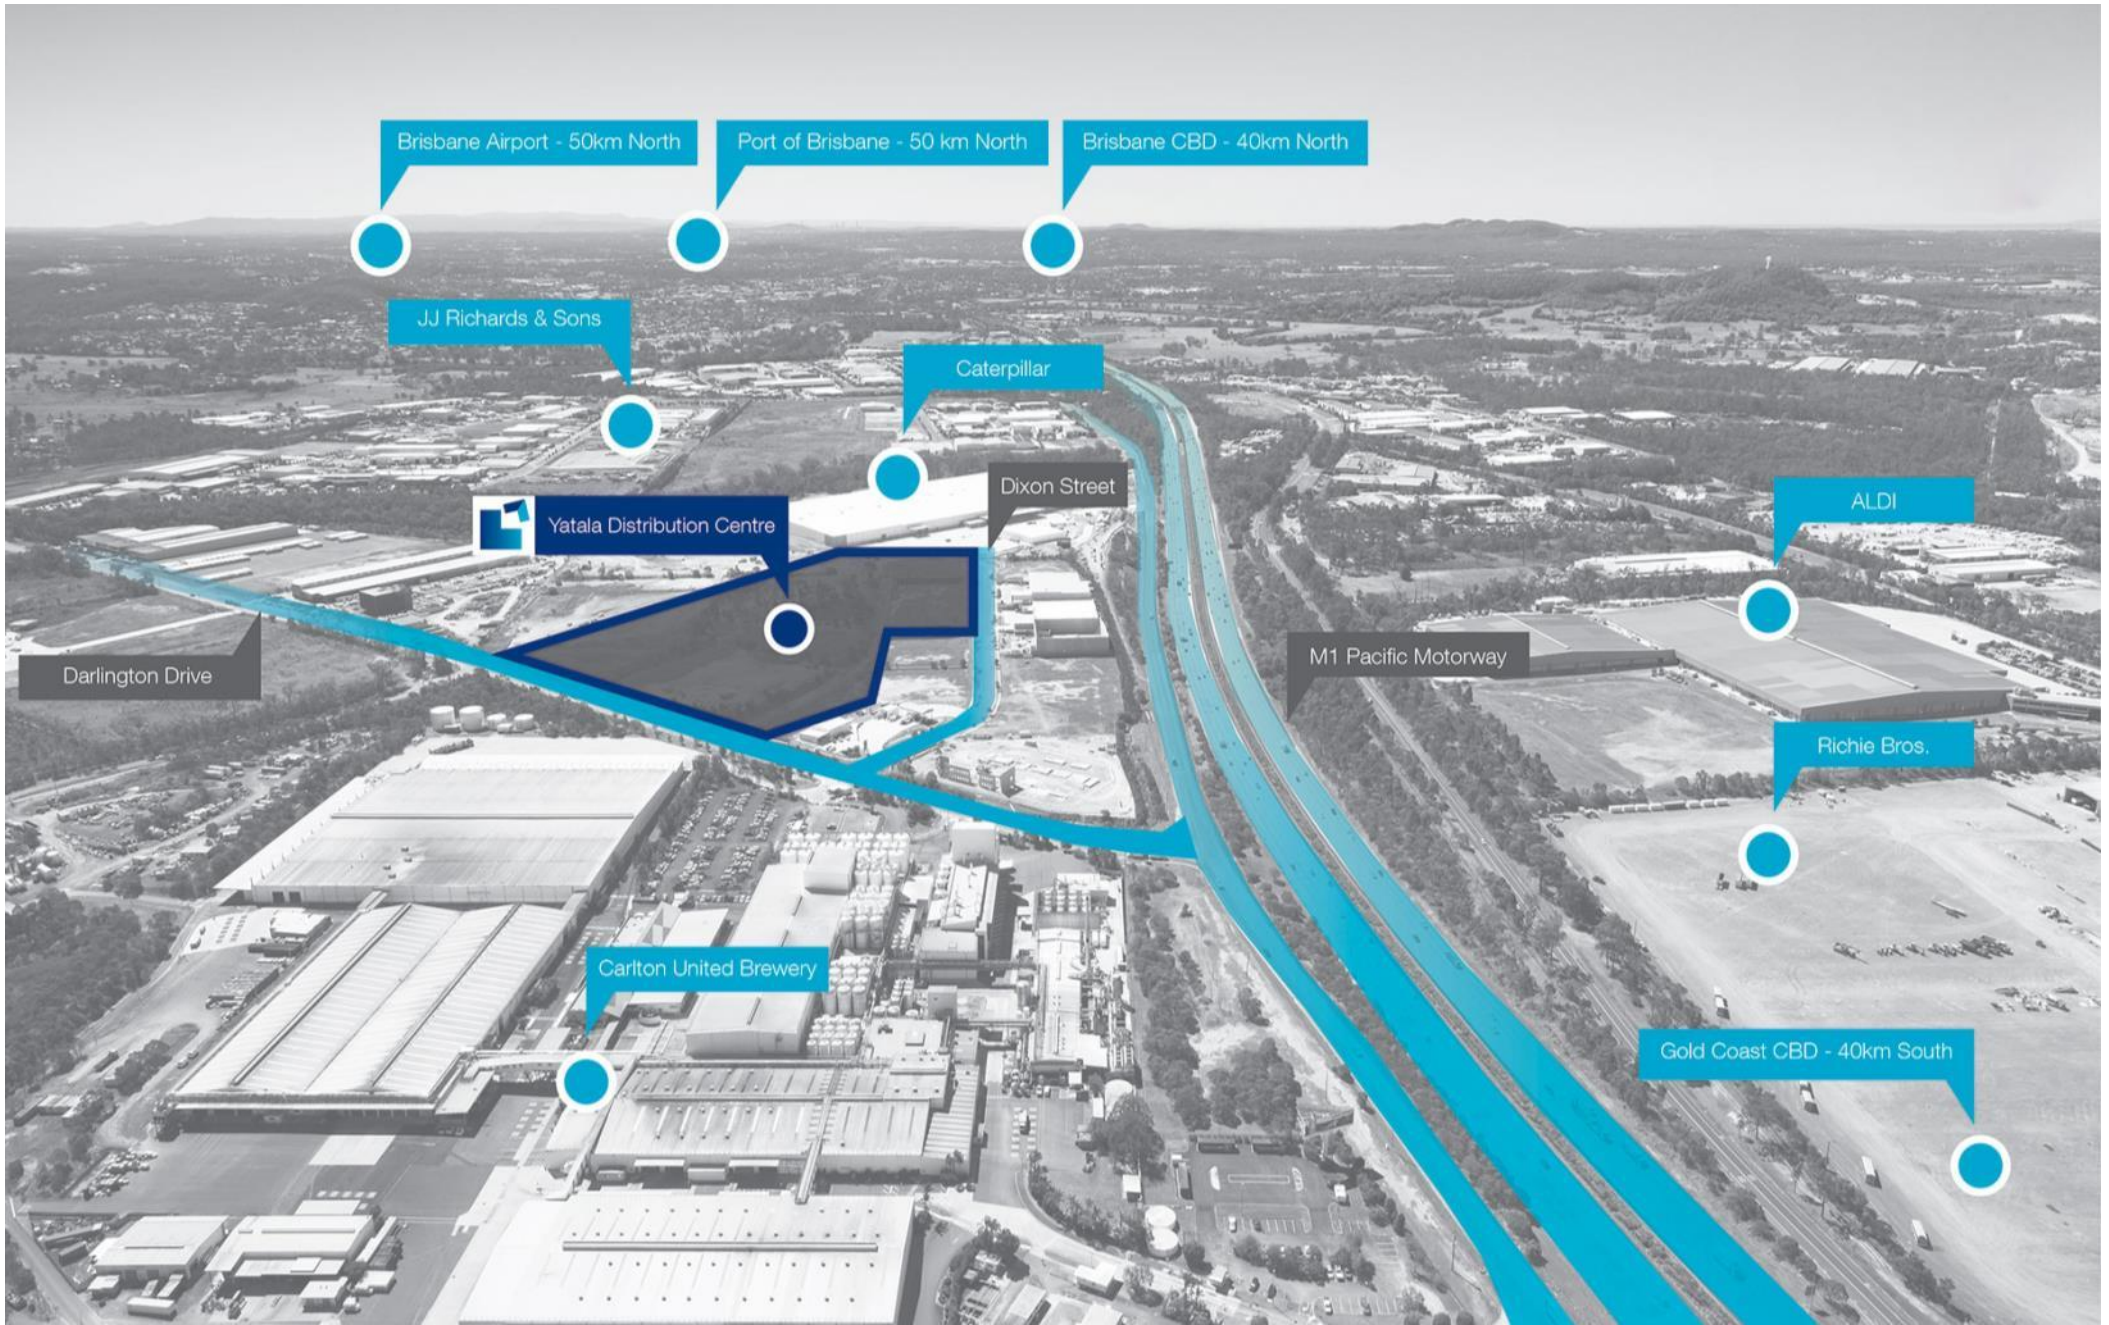 Brisbane Airport - 50km North
Port of Brisbane - 50 km North
Brisbane CBD - 40km North
JJ Richards & Sons
Caterpillar
Dixon Street
ALDI
Yatala Distribution Centre
Darlington Drive
M1 Pacific Motorway
Richie Bros.
Carlton United Brewery
Gold Coast CBD - 40km South